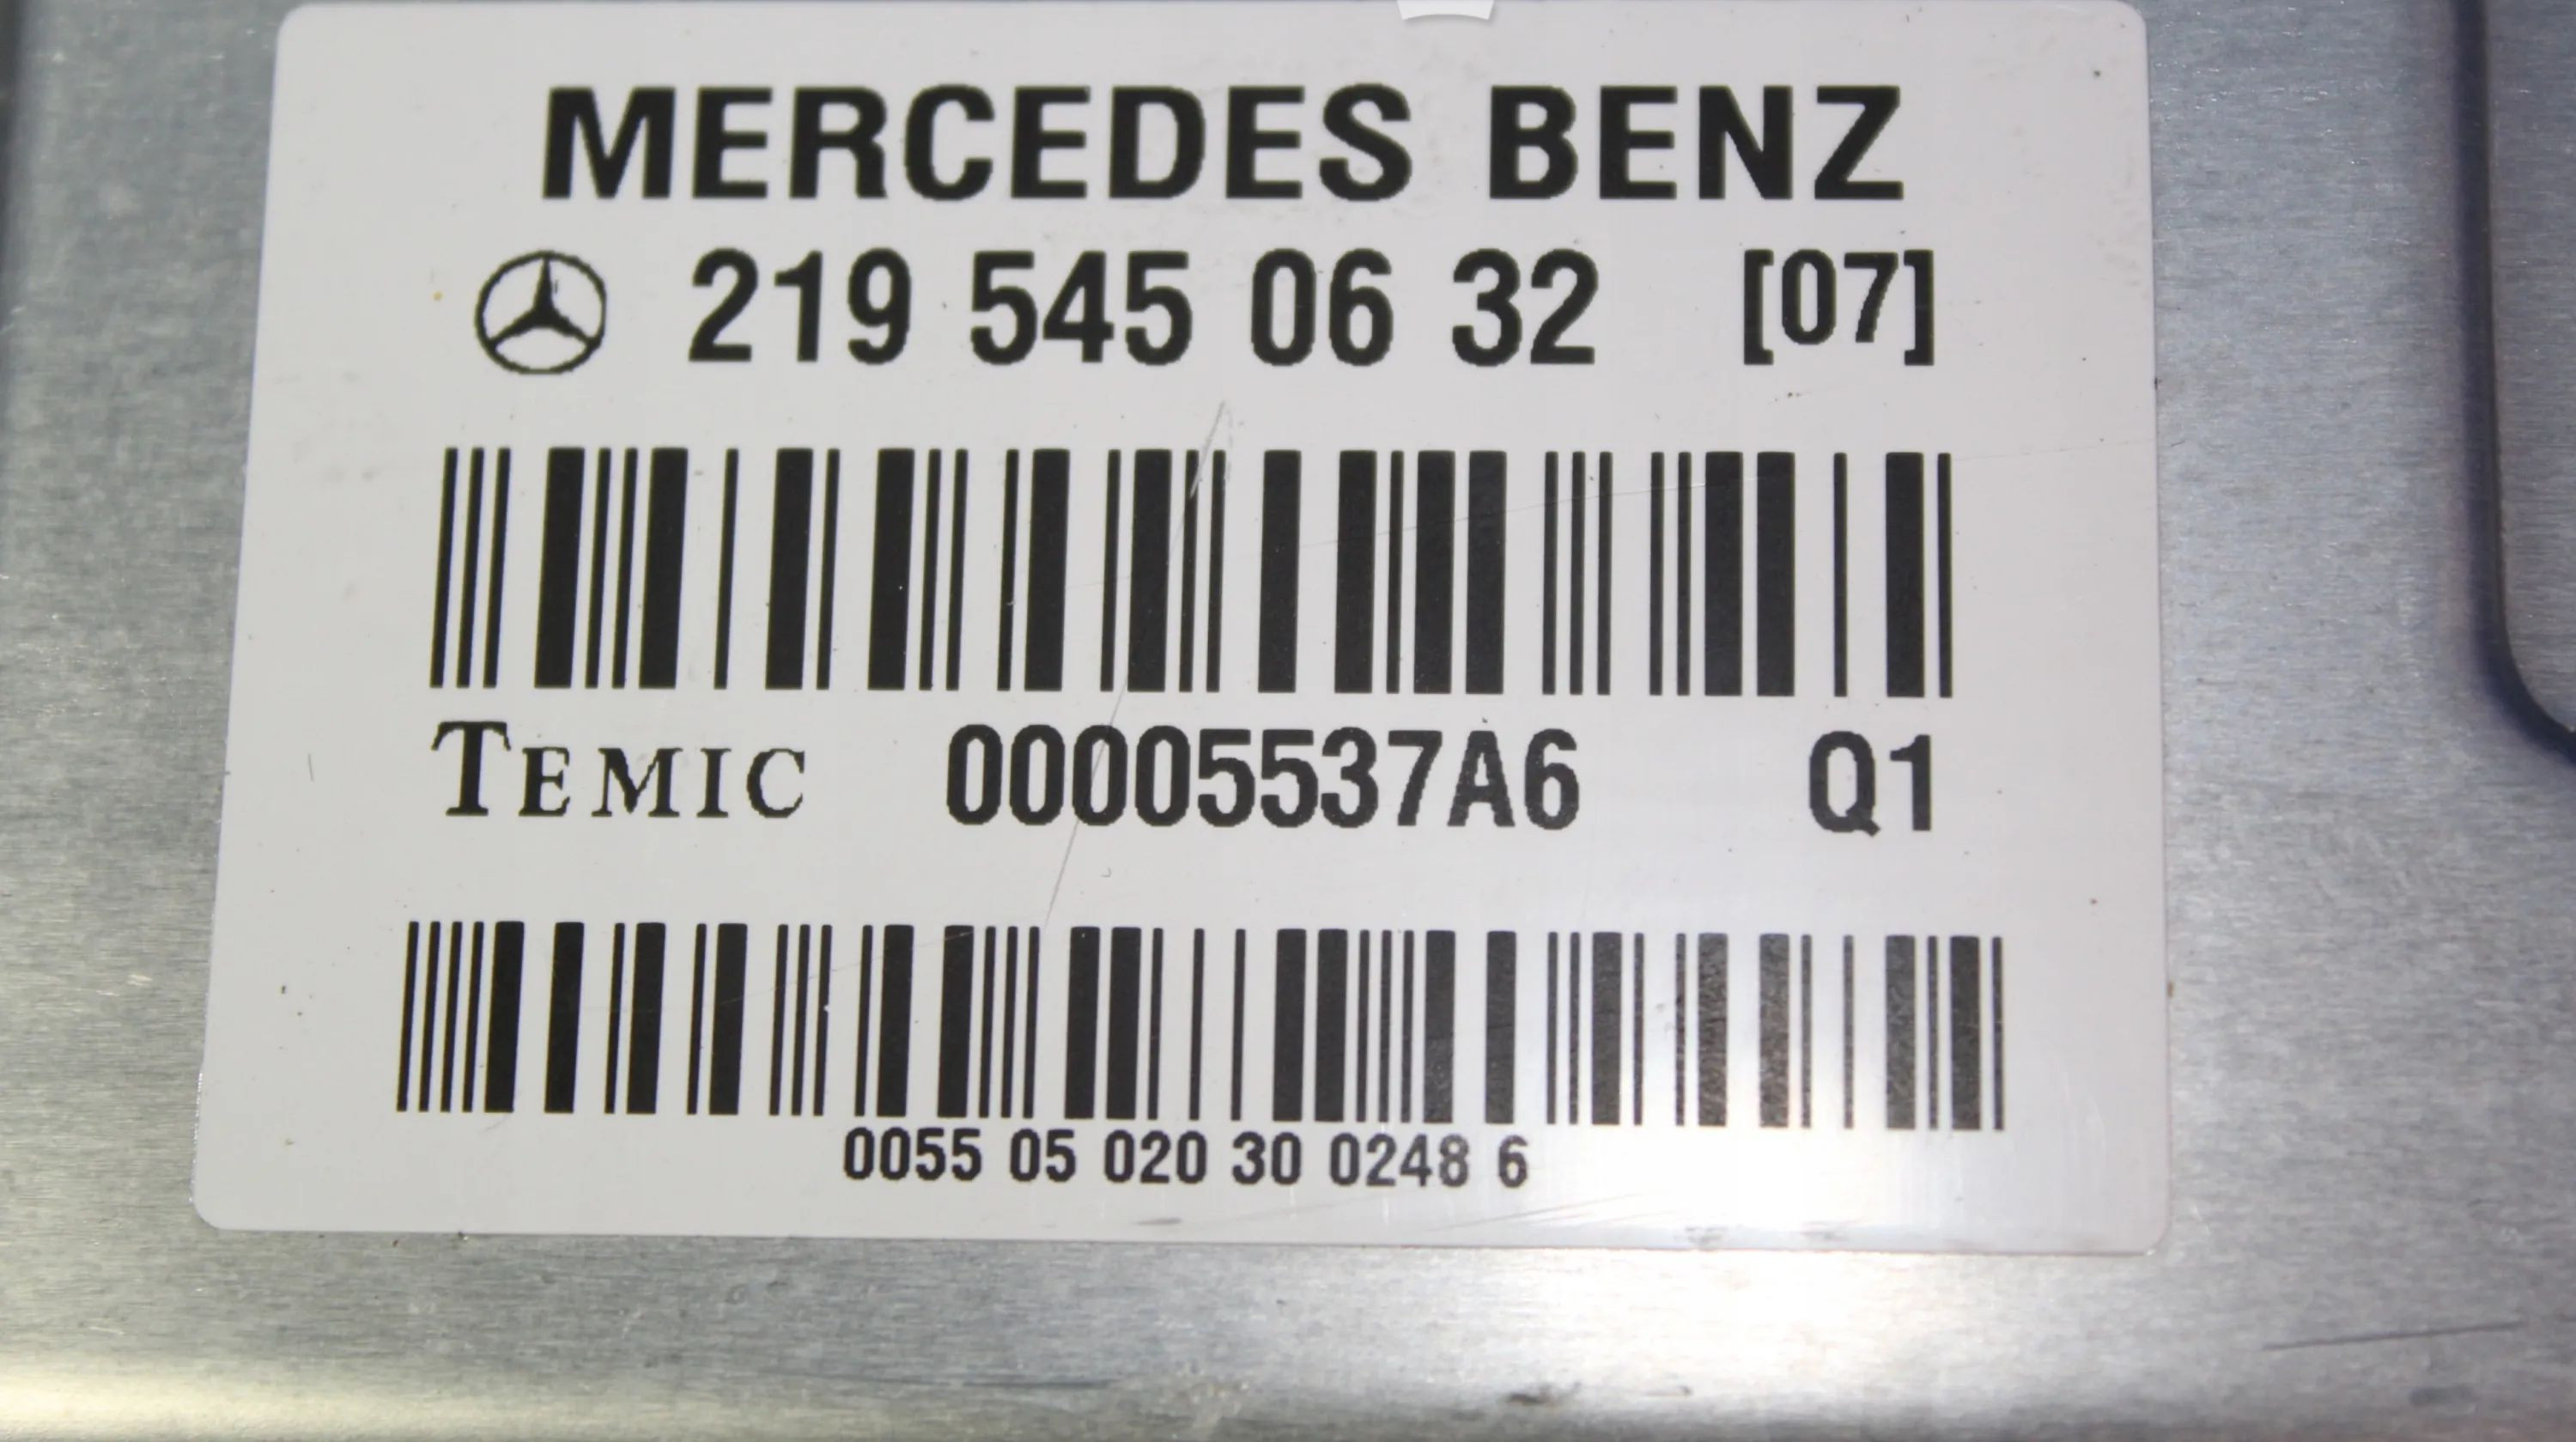 MERCEDES BENZ
219 545 06 32 [07]
TEMIC 00005537A6 Q1
0055 05 020 30 0248 6